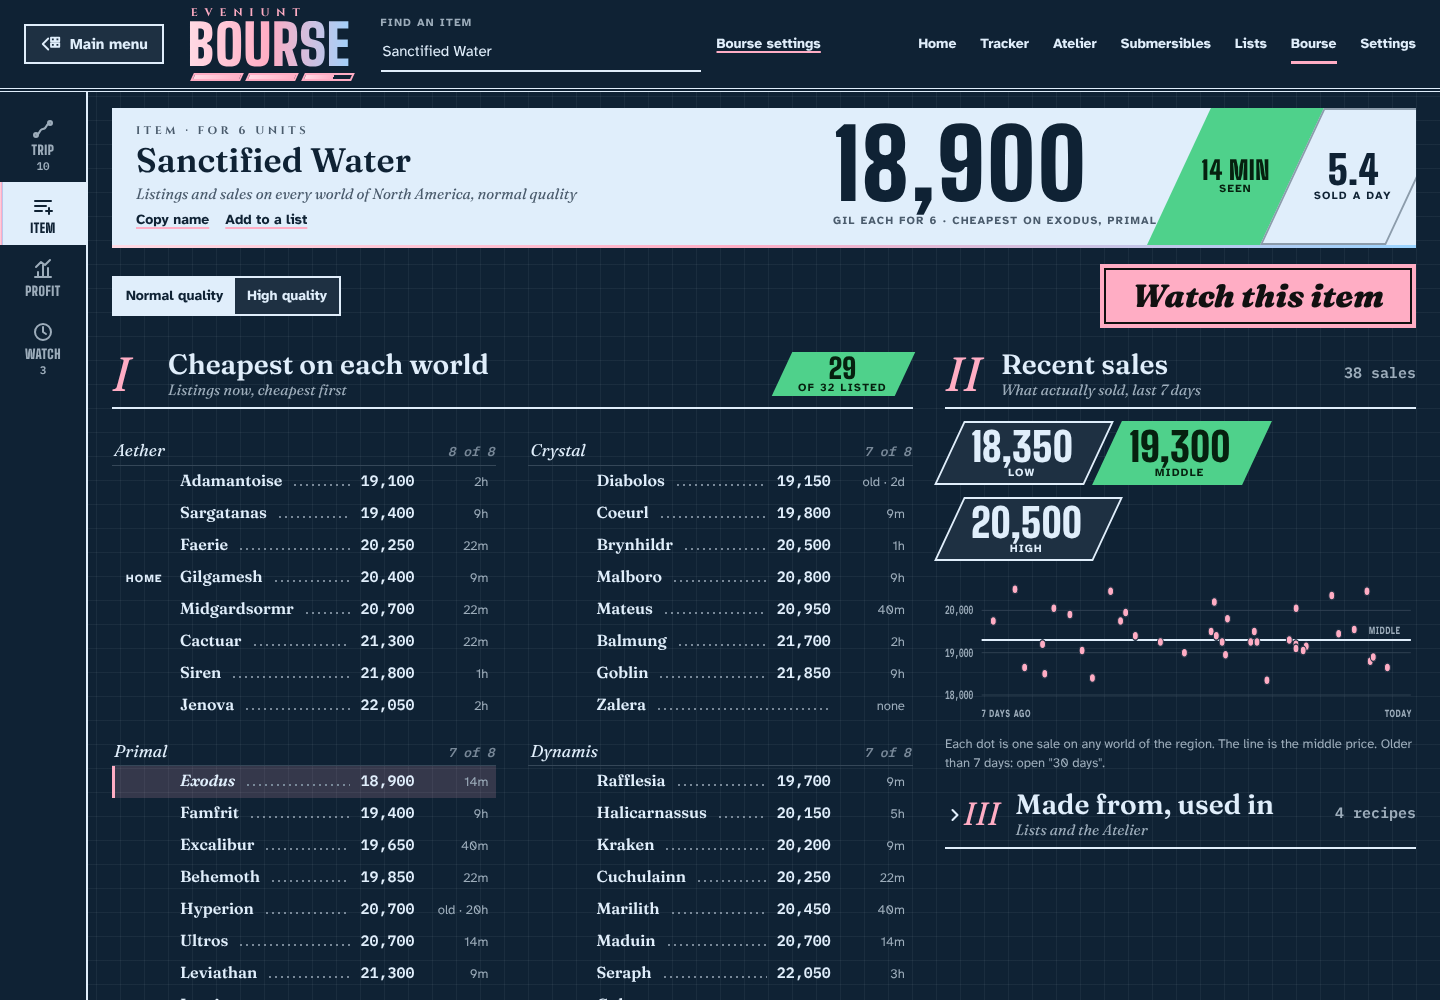 Main menu
EVENIUNT
BOURSE
FIND AN ITEM
Sanctified Water
Bourse settings
Home Tracker Atelier Submersibles Lists Bourse Settings
TRIP
10
ITEM
PROFIT
WATCH
3
ITEM · FOR 6 UNITS
Sanctified Water
Listings and sales on every world of North America, normal quality
Copy name Add to a list
18,900
GIL EACH FOR 6 · CHEAPEST ON EXODUS, PRIMAL
14 MIN
SEEN
5.4
SOLD A DAY
Normal quality High quality
Watch this item
I Cheapest on each world
Listings now, cheapest first
29
OF 32 LISTED
Aether 8 of 8
Adamantoise 19,100 2h
Sargatanas 19,400 9h
Faerie 20,250 22m
HOME Gilgamesh 20,400 9m
Midgardsormr 20,700 22m
Cactuar 21,300 22m
Siren 21,800 1h
Jenova 22,050 2h
Crystal 7 of 8
Diabolos 19,150 old · 2d
Coeurl 19,800 9m
Brynhildr 20,500 1h
Malboro 20,800 9h
Mateus 20,950 40m
Balmung 21,700 2h
Goblin 21,850 9h
Zalera none
Primal 7 of 8
Exodus 18,900 14m
Famfrit 19,400 9h
Excalibur 19,650 40m
Behemoth 19,850 22m
Hyperion 20,700 old · 20h
Ultros 20,700 14m
Leviathan 21,300 9m
Dynamis 7 of 8
Rafflesia 19,700 9m
Halicarnassus 20,150 5h
Kraken 20,200 9m
Cuchulainn 20,250 22m
Marilith 20,450 40m
Maduin 20,700 14m
Seraph 22,050 3h
II Recent sales
What actually sold, last 7 days
38 sales
18,350
LOW
19,300
MIDDLE
20,500
HIGH
20,000
MIDDLE
19,000
18,000
7 DAYS AGO TODAY
Each dot is one sale on any world of the region. The line is the middle price. Older
than 7 days: open "30 days".
III Made from, used in
Lists and the Atelier
4 recipes